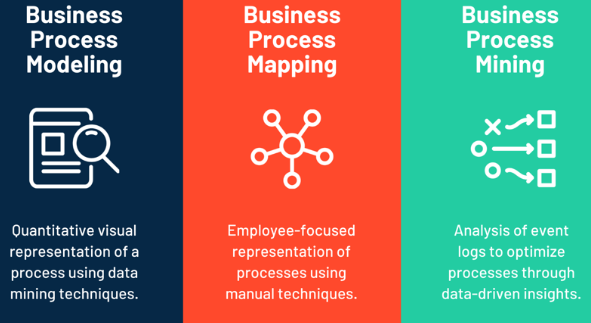 Business
Process
Modeling
Quantitative visual
representation of a
process using data
mining techniques.
Business
Process
Mapping
Employee-focused
representation of
processes using
manual techniques.
Business
Process
Mining
Analysis of event
logs to optimize
processes through
data-driven insights.